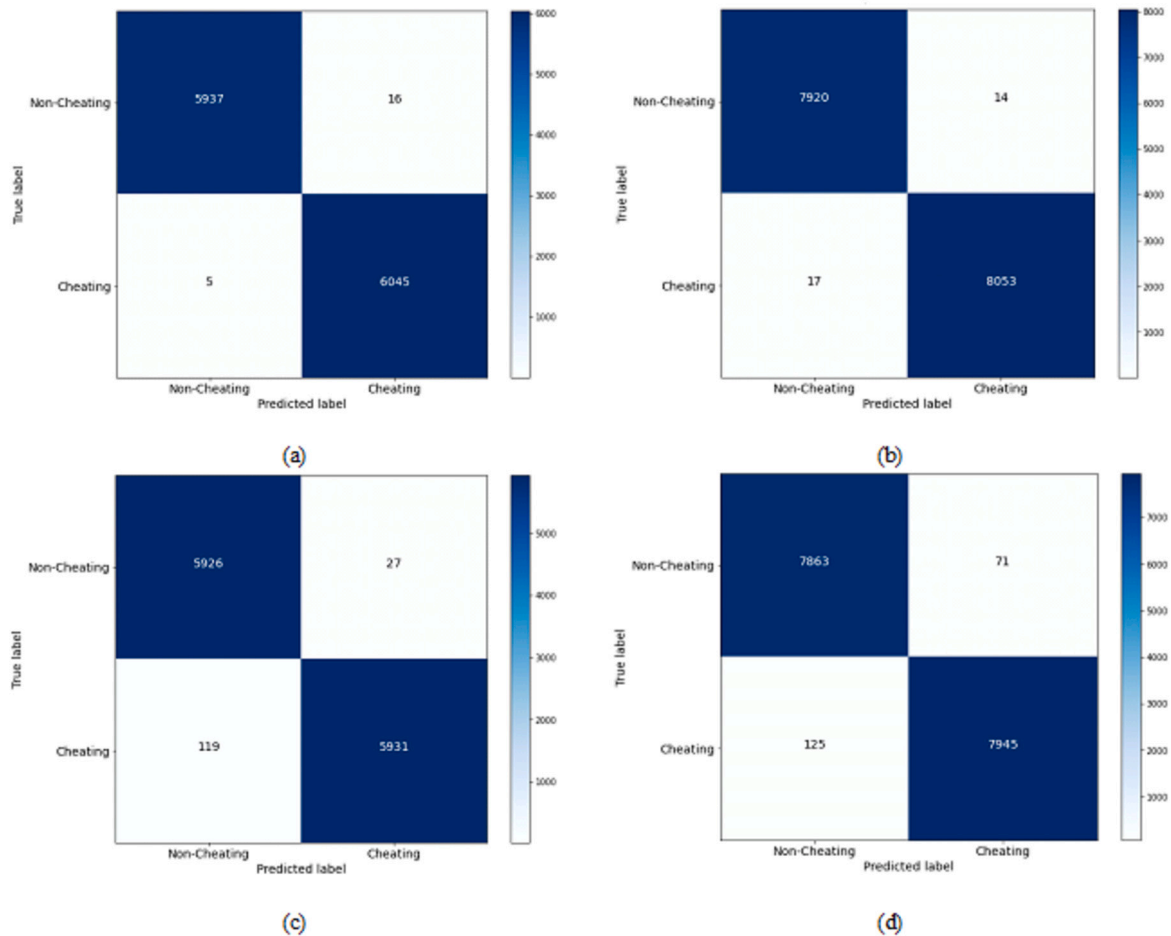 6000
5000
4000
3000
2000
1000
Non-Cheating
Cheating
True label
5937
16
5
6045
Non-Cheating
Cheating
Predicted label
(a)
8000
7000
6000
5000
4000
3000
2000
1000
Non-Cheating
Cheating
True label
7920
14
17
8053
Non-Cheating
Cheating
Predicted label
(b)
5000
4000
3000
2000
1000
Non-Cheating
Cheating
True label
5926
27
119
5931
Non-Cheating
Cheating
Predicted label
(c)
7000
6000
5000
4000
3000
2000
1000
Non-Cheating
Cheating
True label
7863
71
125
7945
Non-Cheating
Cheating
Predicted label
(d)